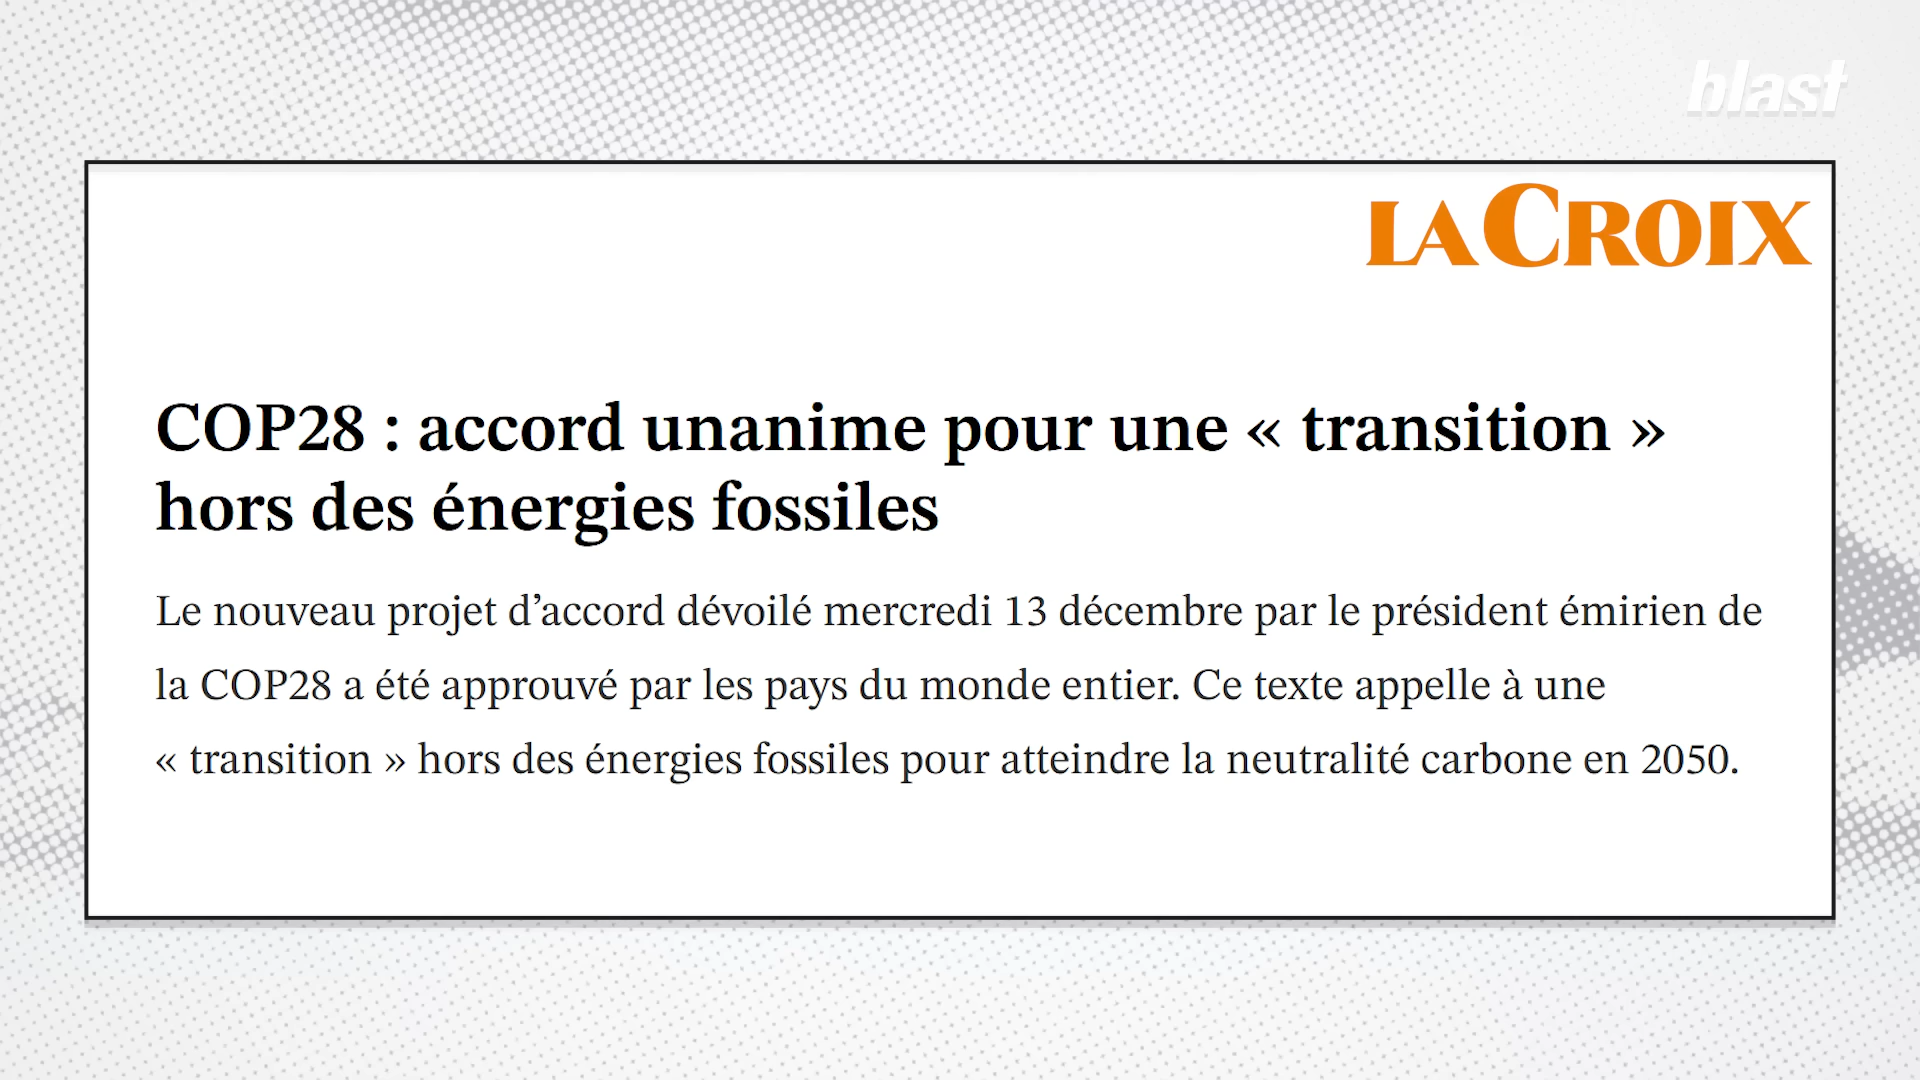 blast
LA CROIX
COP28 : accord unanime pour une « transition »
hors des énergies fossiles
Le nouveau projet d’accord dévoilé mercredi 13 décembre par le président émirien de
la COP28 a été approuvé par les pays du monde entier. Ce texte appelle à une
« transition » hors des énergies fossiles pour atteindre la neutralité carbone en 2050.